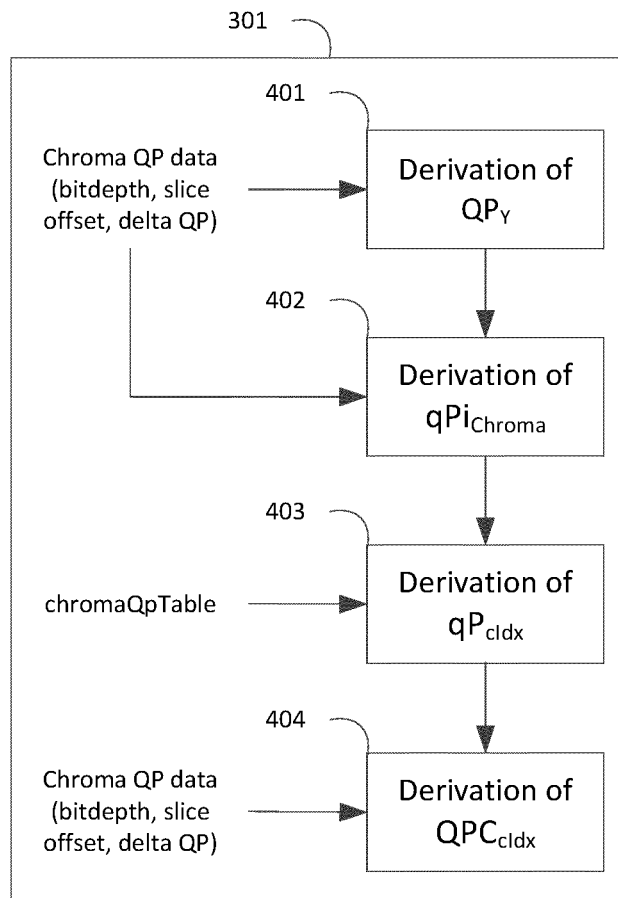 301
401
Chroma QP data
(bitdepth, slice
offset, delta QP)
Derivation of
QPY
402
Derivation of
qPiChroma
403
chromaQpTable
Derivation of
qPcIdx
404
Chroma QP data
(bitdepth, slice
offset, delta QP)
Derivation of
QPCcIdx